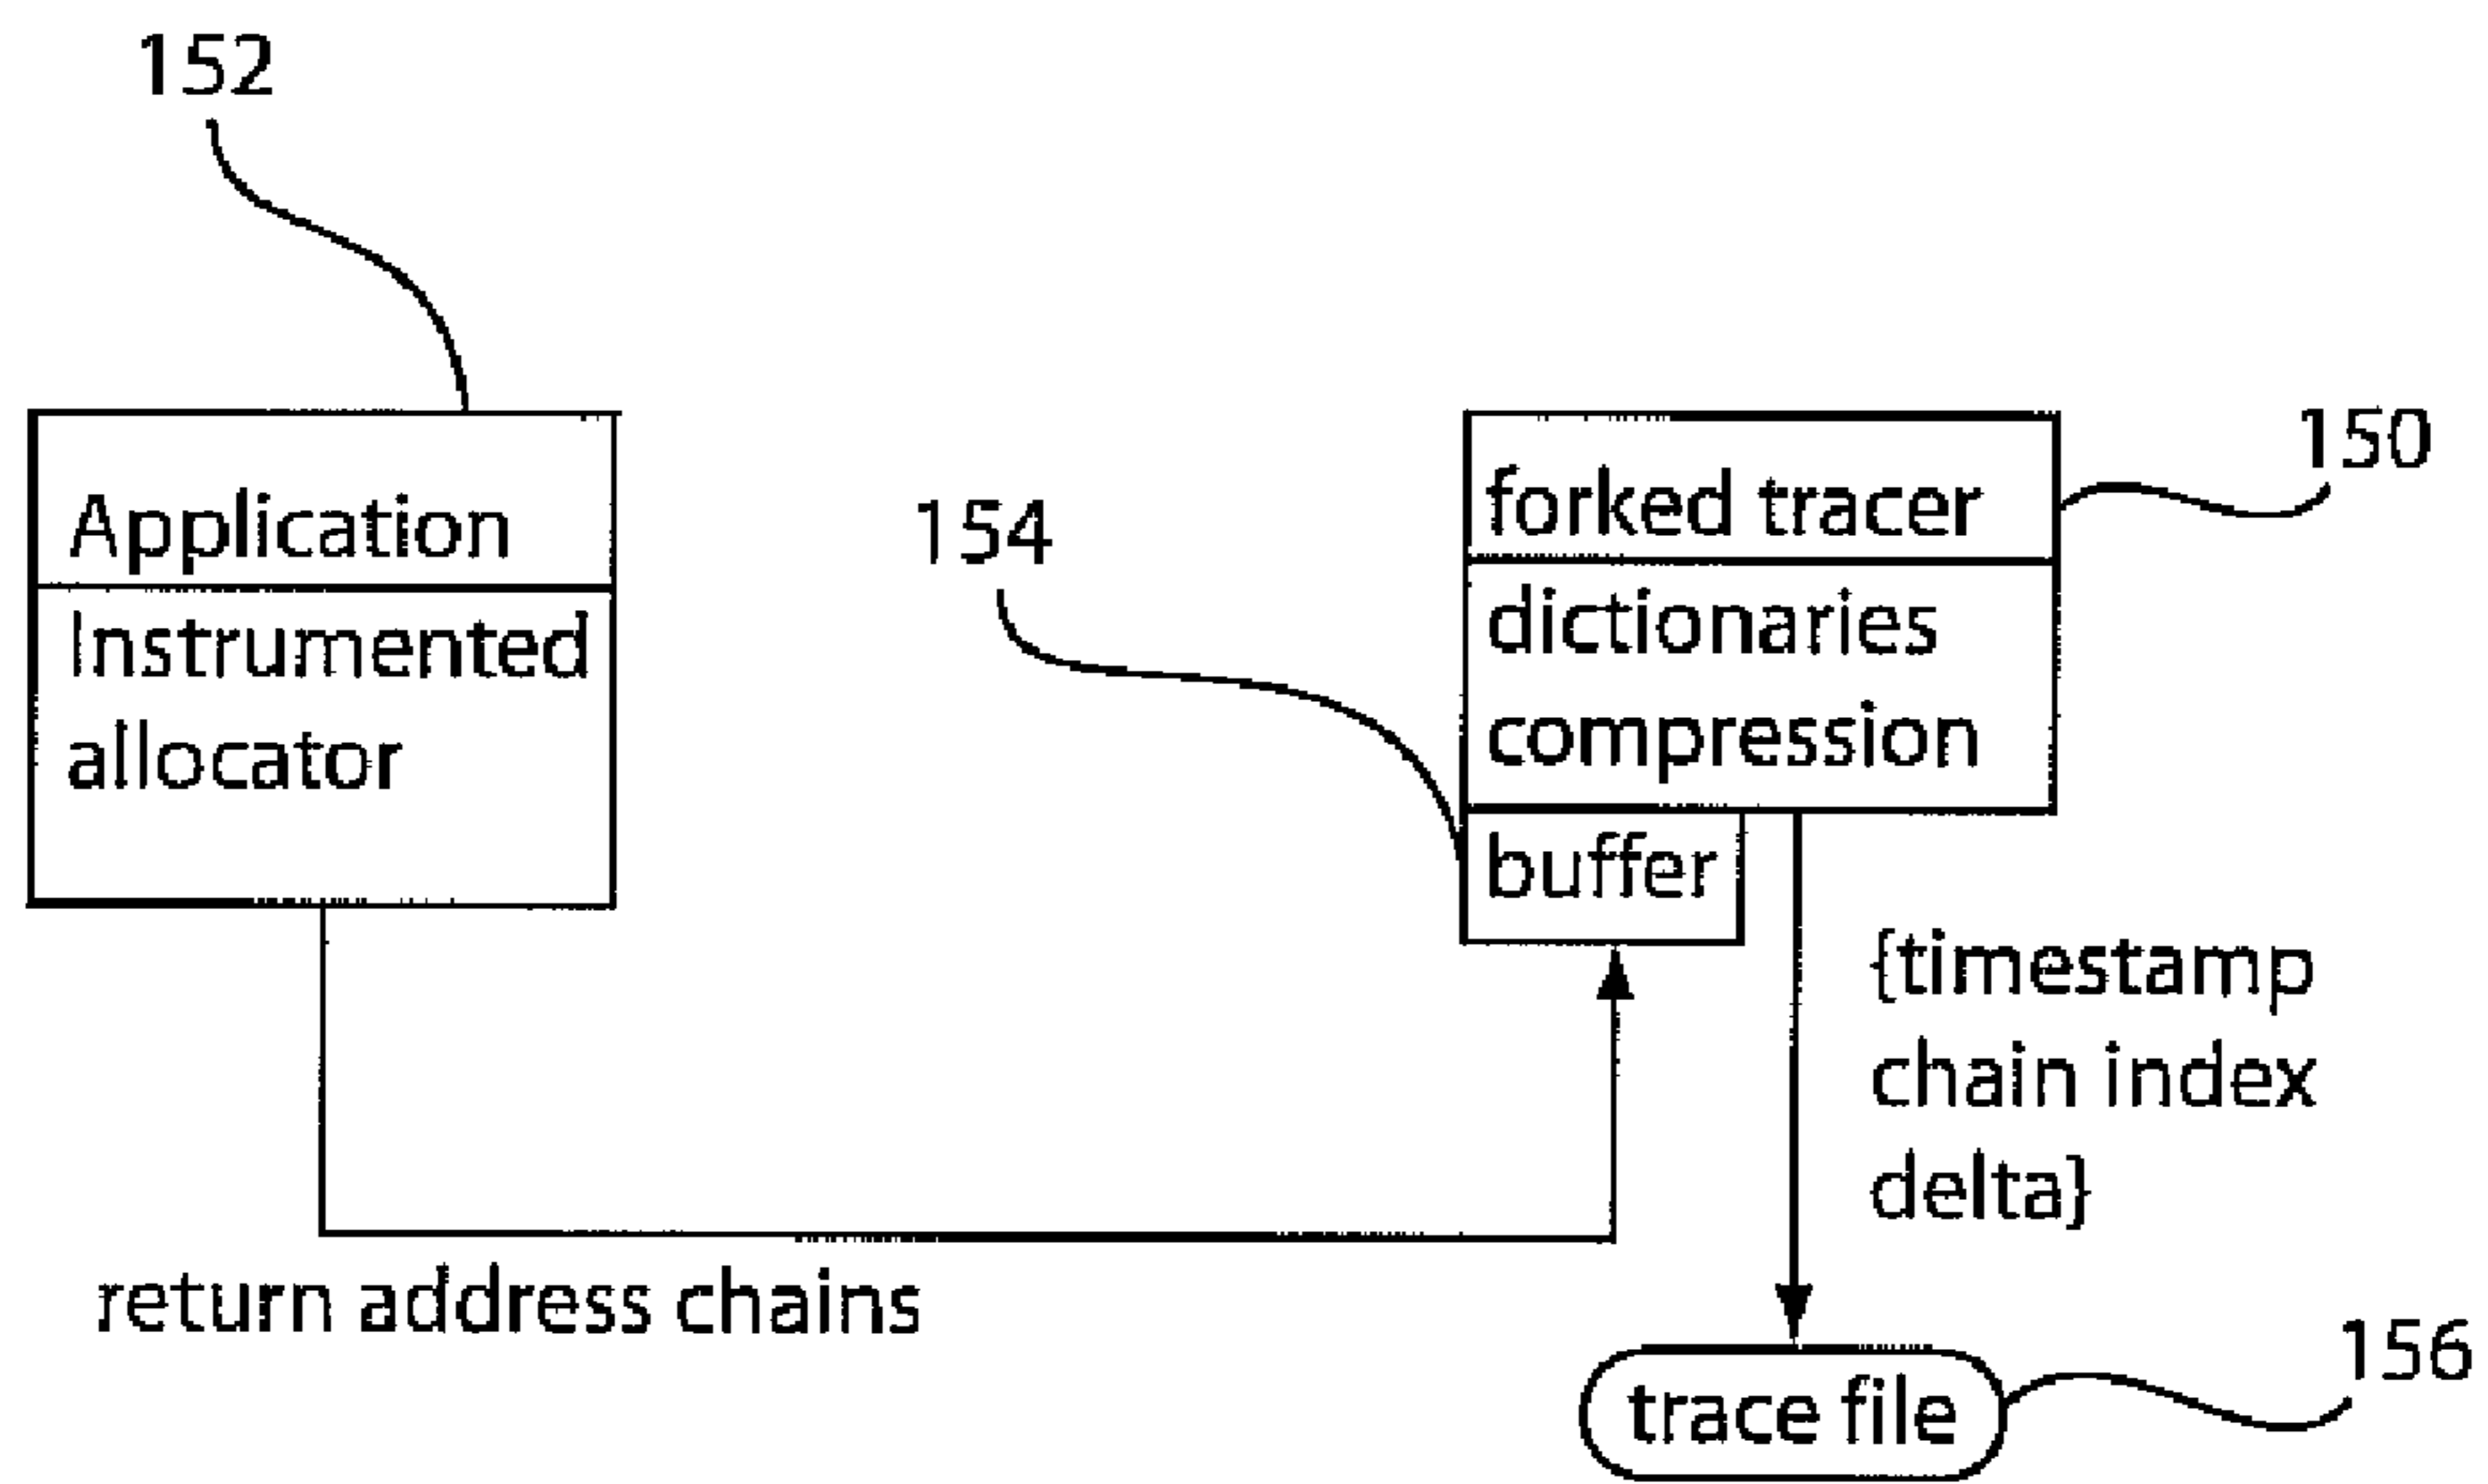 152
Application
Instrumented
allocator
154
forked tracer
150
dictionaries
compression
buffer
{timestamp
chain index
delta}
return address chains
trace file
156